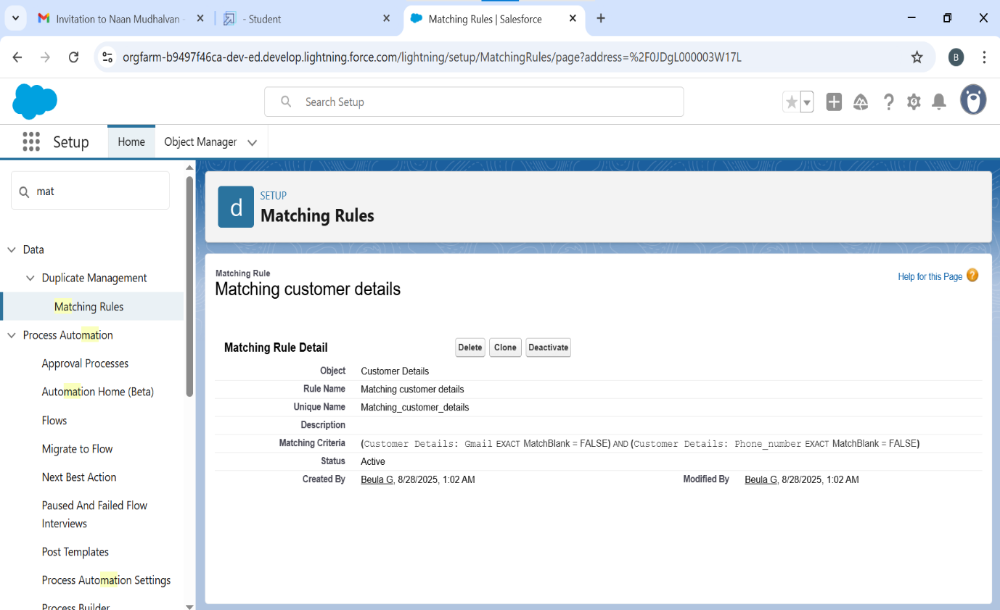 Invitation to Naan Mudhalvan
- Student
Matching Rules | Salesforce
orgfarm-b9497f46ca-dev-ed.develop.lightning.force.com/lightning/setup/MatchingRules/page?address=%2F0JDgL000003W17L
B
Search Setup
Setup
Home
Object Manager
mat
Data
Duplicate Management
Matching Rules
Process Automation
Approval Processes
Automation Home (Beta)
Flows
Migrate to Flow
Next Best Action
Paused And Failed Flow
Interviews
Post Templates
Process Automation Settings
Process Builder
d
SETUP
Matching Rules
Matching Rule
Matching customer details
Help for this Page ?
Matching Rule Detail
Delete Clone Deactivate
Object Customer Details
Rule Name Matching customer details
Unique Name Matching_customer_details
Description
Matching Criteria (Customer Details: Gmail EXACT MatchBlank = FALSE) AND (Customer Details: Phone_number EXACT MatchBlank = FALSE)
Status Active
Created By Beula G, 8/28/2025, 1:02 AM Modified By Beula G, 8/28/2025, 1:02 AM